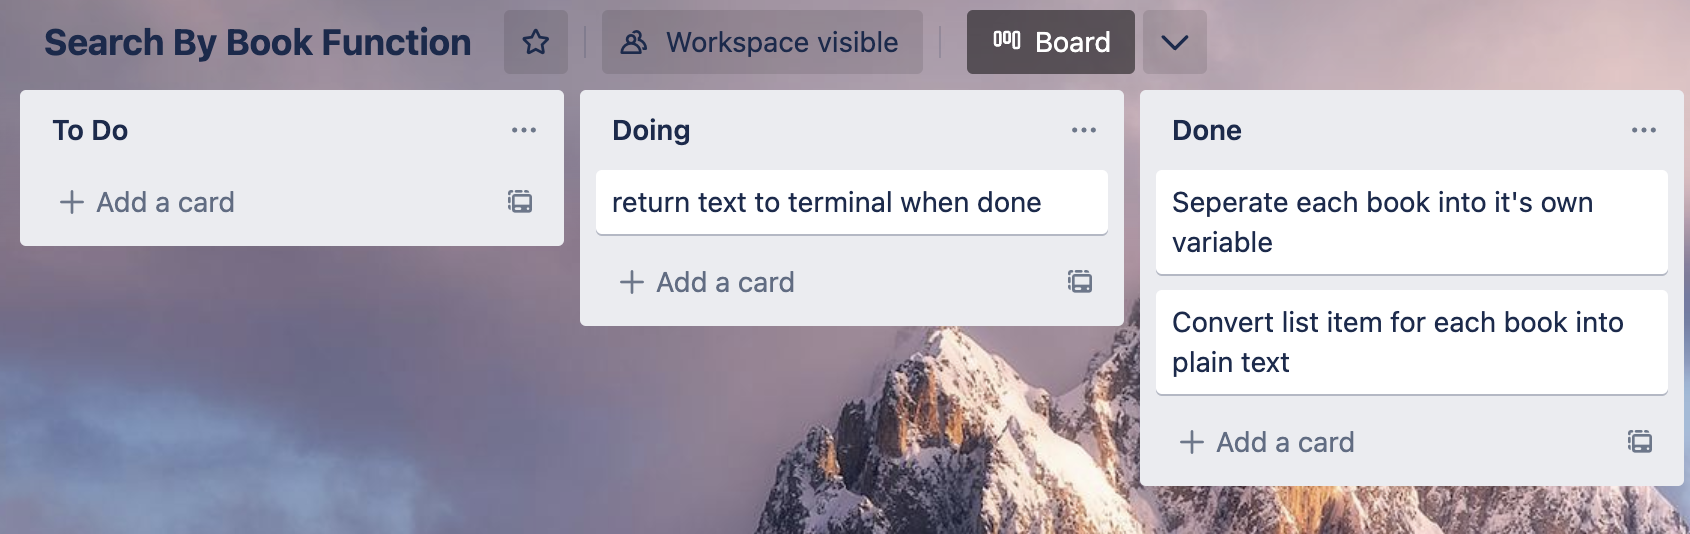 Search By Book Function
Workspace visible
Board
To Do
Add a card
Doing
return text to terminal when done
Add a card
Done
Seperate each book into it's own
variable
Convert list item for each book into
plain text
Add a card